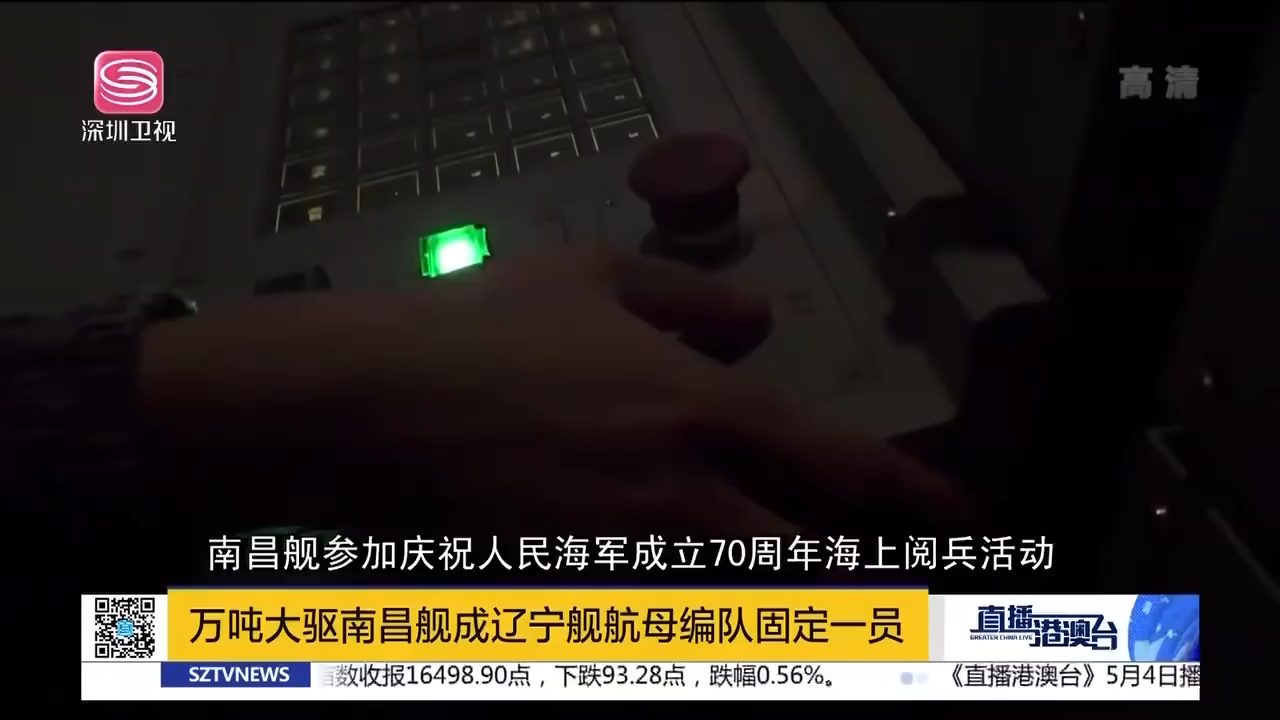 深圳卫视
高清
南昌舰参加庆祝人民海军成立70周年海上阅兵活动
万吨大驱南昌舰成辽宁舰航母编队固定一员
直播港澳台
GREATER CHINA LIVE
SZTVNEWS
指数收报16498.90点，下跌93.28点，跌幅0.56%。
《直播港澳台》5月4日播